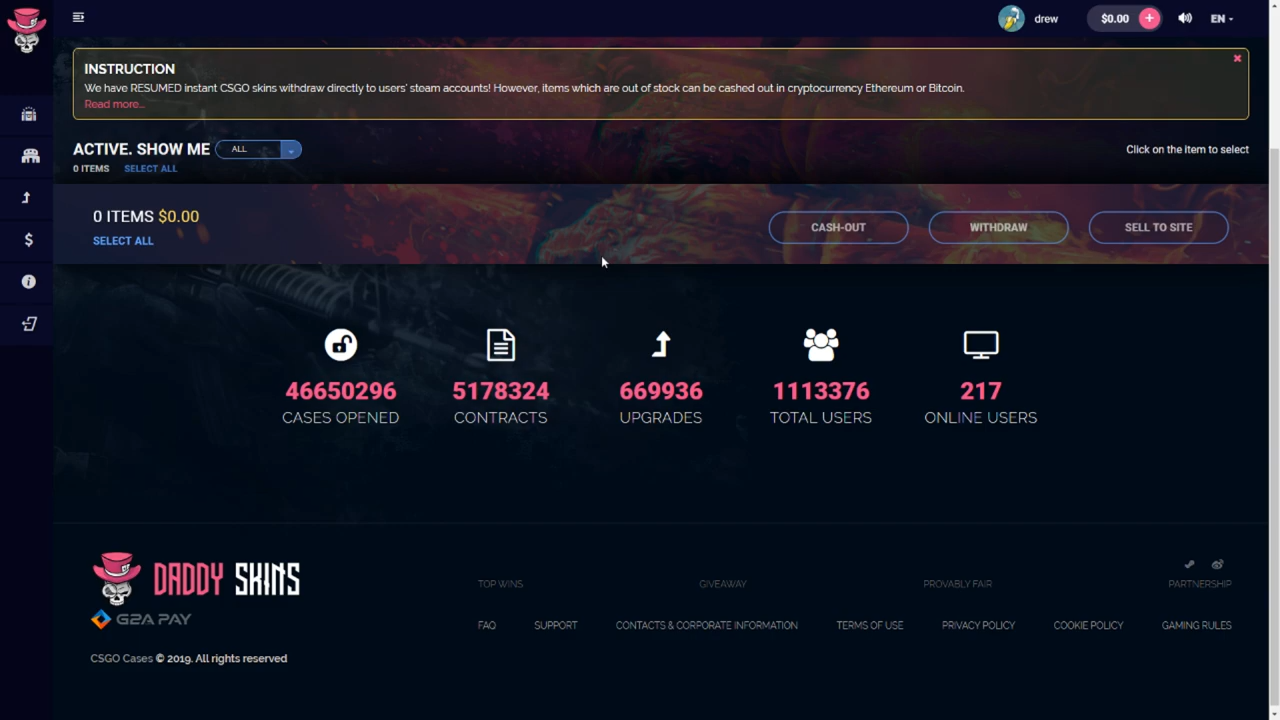 drew
$0.00
EN
INSTRUCTION
We have RESUMED instant CSGO skins withdraw directly to users' steam accounts! However, items which are out of stock can be cashed out in cryptocurrency Ethereum or Bitcoin.
Read more...
ACTIVE. SHOW ME ALL
Click on the item to select
0 ITEMS SELECT ALL
0 ITEMS $0.00
SELECT ALL
CASH-OUT WITHDRAW SELL TO SITE
46650296 5178324 669936 1113376 217
CASES OPENED CONTRACTS UPGRADES TOTAL USERS ONLINE USERS
DADDY SKINS
G2A PAY
TOP WINS GIVEAWAY PROVABLY FAIR PARTNERSHIP
FAQ SUPPORT CONTACTS & CORPORATE INFORMATION TERMS OF USE PRIVACY POLICY COOKIE POLICY GAMING RULES
CSGO Cases © 2019. All rights reserved